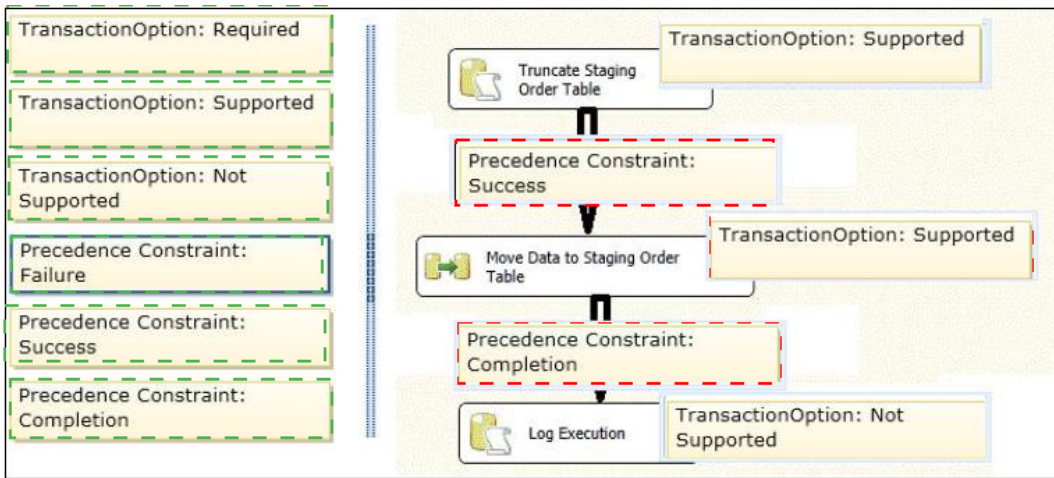 TransactionOption: Required
TransactionOption: Supported
TransactionOption: Not
Supported
Precedence Constraint:
Failure
Precedence Constraint:
Success
Precedence Constraint:
Completion
TransactionOption: Supported
Truncate Staging
Order Table
Precedence Constraint:
Success
TransactionOption: Supported
Move Data to Staging Order
Table
Precedence Constraint:
Completion
TransactionOption: Not
Supported
Log Execution